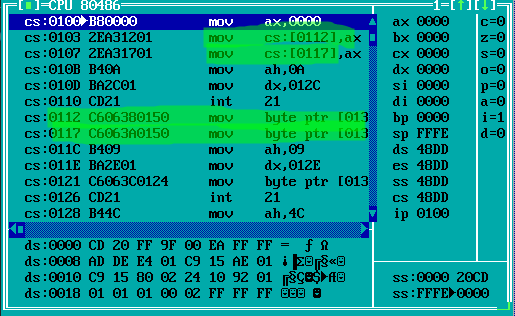 [■]=CPU 80486 1=[↑][↓]
cs:0100►BB0000 mov ax,0000 ax 0000 c=0
cs:0103 2EA31201 mov cs:[0112],ax bx 0000 z=0
cs:0107 2EA31701 mov cs:[0117],ax cx 0000 s=0
cs:010B B40A mov ah,0A dx 0000 o=0
cs:010D BA2C01 mov dx,012C si 0000 p=0
cs:0110 CD21 int 21 di 0000 a=0
cs:0112 C606380150 mov byte ptr [013 bp 0000 i=1
cs:0117 C6063A0150 mov byte ptr [013 sp FFFE d=0
cs:011C B409 mov ah,09 ds 48DD
cs:011E BA2E01 mov dx,012E es 48DD
cs:0121 C6063C0124 mov byte ptr [013 ss 48DD
cs:0126 CD21 int 21 cs 48DD
cs:0128 B44C mov ah,4C ip 0100
ds:0000 CD 20 FF 9F 00 EA FF FF = ƒ Ω
ds:0008 AD DE E4 01 C9 15 AE 01
ds:0010 C9 15 80 02 24 10 92 01 ss:0000 20CD
ds:0018 01 01 01 00 02 FF FF FF ss:FFFE►0000